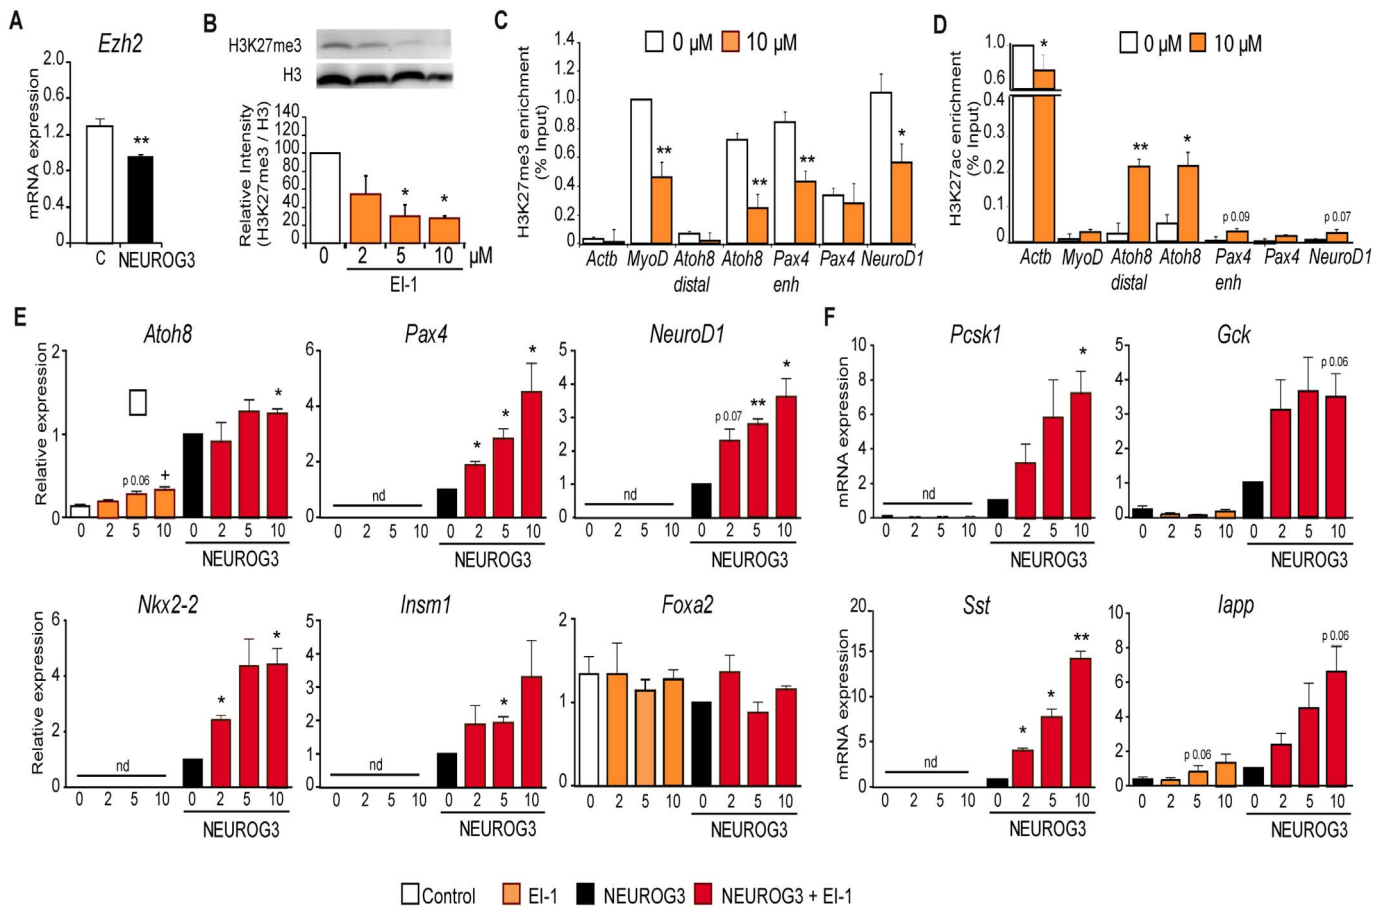 A
Ezh2
mRNA expression
2.0
1.6
1.2
0.8
0.4
0
**
C NEUROG3
B
H3K27me3
H3
Relative Intensity
(H3K27me3 / H3)
140
120
100
80
60
40
20
0
* *
0 2 5 10 µM
EI-1
C
0 µM 10 µM
H3K27me3 enrichment
(% Input)
1.4
1.2
1.0
0.8
0.6
0.4
0.2
0
** ** ** *
Actb MyoD Atoh8 Atoh8 Pax4 Pax4 NeuroD1
distal enh
D
0 µM 10 µM
H3K27ac enrichment
(% Input)
1.0
0.6
0.4
0.3
0.2
0.1
0
* ** * p 0.09 p 0.07
Actb MyoD Atoh8 Atoh8 Pax4 Pax4 NeuroD1
distal enh
E
Atoh8
Relative expression
2
1
0
p 0.06 + *
0 2 5 10 0 2 5 10
NEUROG3
Pax4
6
4
2
0
nd
* * *
0 2 5 10 0 2 5 10
NEUROG3
NeuroD1
5
4
3
2
1
0
nd
p 0.07 ** *
0 2 5 10 0 2 5 10
NEUROG3
F
Pcsk1
mRNA expression
10
8
6
4
2
0
nd
*
0 2 5 10 0 2 5 10
NEUROG3
Gck
5
4
3
2
1
0
p 0.06
0 2 5 10 0 2 5 10
NEUROG3
Nkx2-2
Relative expression
6
4
2
0
nd
* *
0 2 5 10 0 2 5 10
NEUROG3
Insm1
5
4
3
2
1
0
nd
*
0 2 5 10 0 2 5 10
NEUROG3
Foxa2
2
1
0
0 2 5 10 0 2 5 10
NEUROG3
Sst
mRNA expression
20
15
10
5
0
nd
* * **
0 2 5 10 0 2 5 10
NEUROG3
Iapp
10
8
6
4
2
0
p 0.06 p 0.06
0 2 5 10 0 2 5 10
NEUROG3
Control EI-1 NEUROG3 NEUROG3 + EI-1